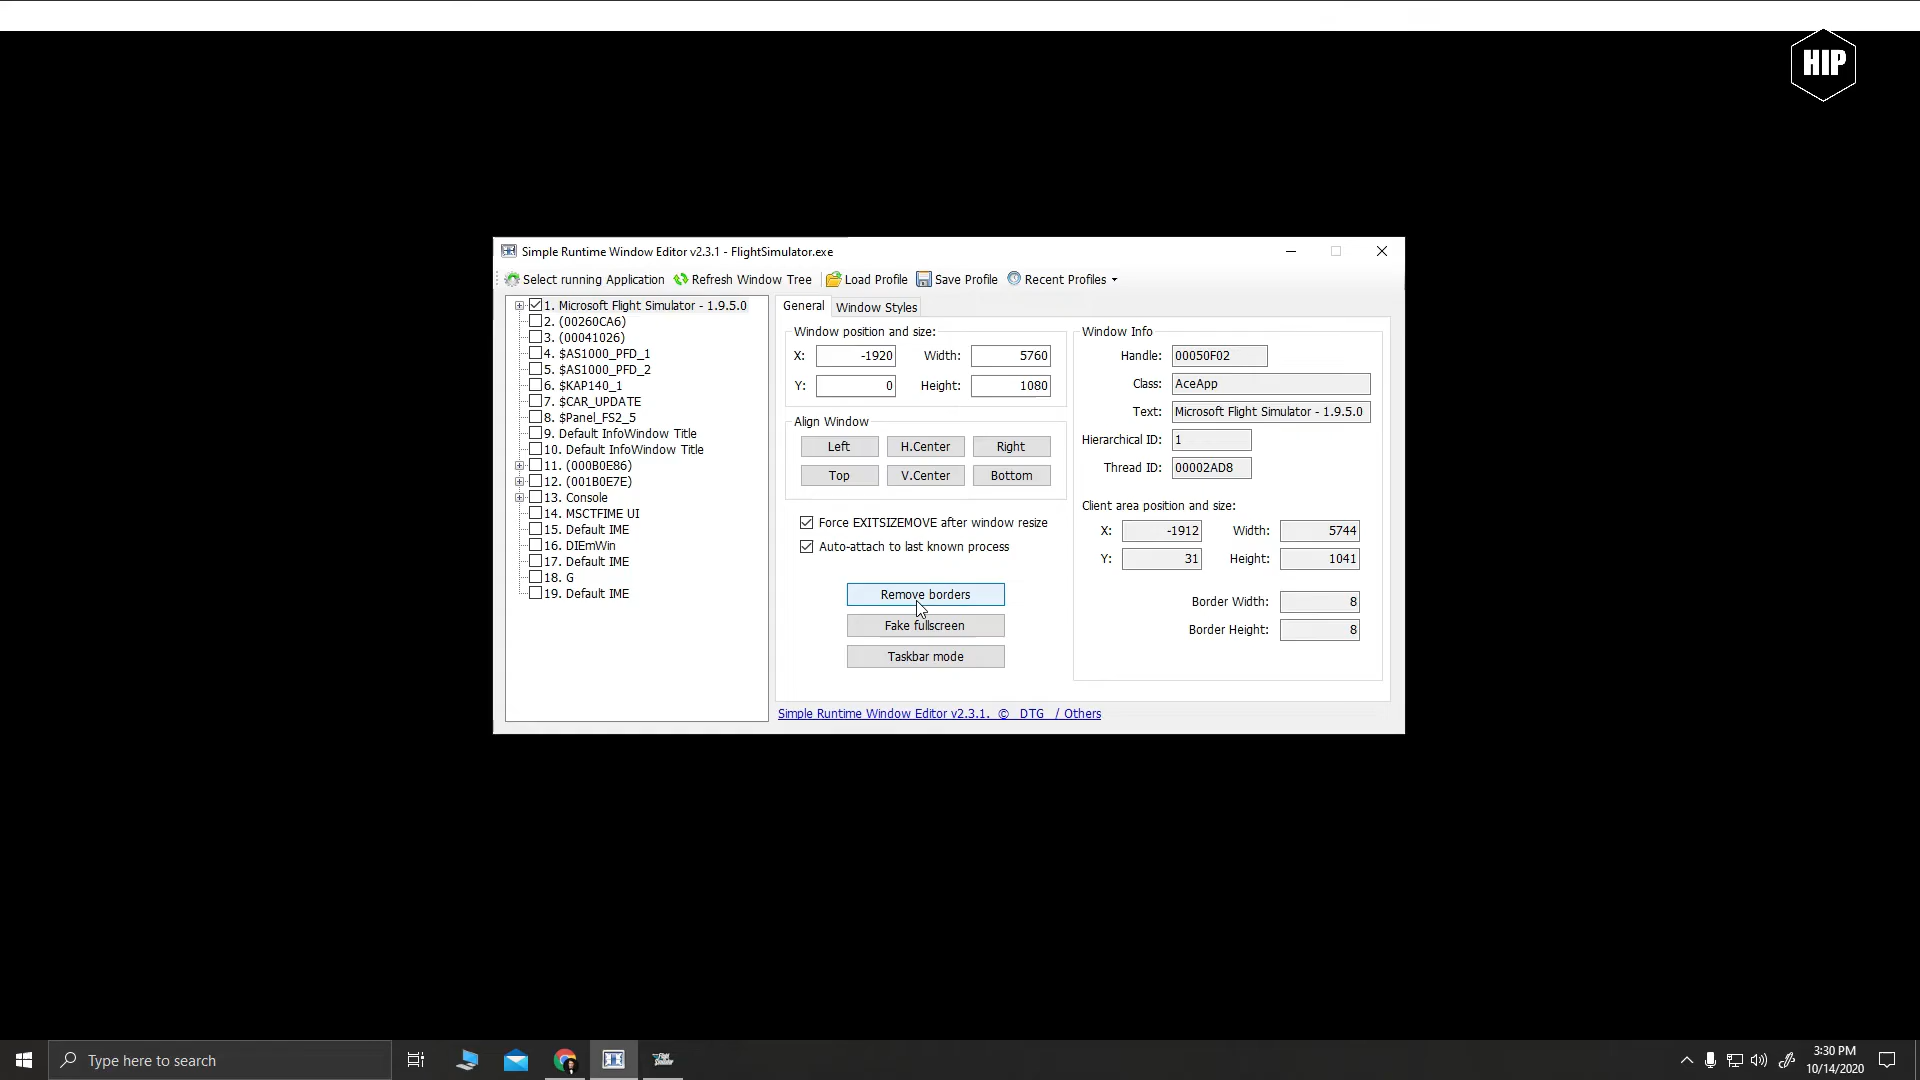 HIP
Simple Runtime Window Editor v2.3.1 - FlightSimulator.exe
Select running Application Refresh Window Tree Load Profile Save Profile Recent Profiles
1. Microsoft Flight Simulator - 1.9.5.0
2. (00260CA6)
3. (00041026)
4. $AS1000_PFD_1
5. $AS1000_PFD_2
6. $KAP140_1
7. $CAR_UPDATE
8. $Panel_FS2_5
9. Default InfoWindow Title
10. Default InfoWindow Title
11. (000B0E86)
12. (001B0E7E)
13. Console
14. MSCTFIME UI
15. Default IME
16. DIEmWin
17. Default IME
18. G
19. Default IME
General Window Styles
Window position and size:
X: -1920 Width: 5760
Y: 0 Height: 1080
Align Window
Left H.Center Right
Top V.Center Bottom
Force EXITSIZEMOVE after window resize
Auto-attach to last known process
Remove borders
Fake fullscreen
Taskbar mode
Window Info
Handle: 00050F02
Class: AceApp
Text: Microsoft Flight Simulator - 1.9.5.0
Hierarchical ID: 1
Thread ID: 00002AD8
Client area position and size:
X: -1912 Width: 5744
Y: 31 Height: 1041
Border Width: 8
Border Height: 8
Simple Runtime Window Editor v2.3.1. © DTG / Others
Type here to search
3:30 PM
10/14/2020